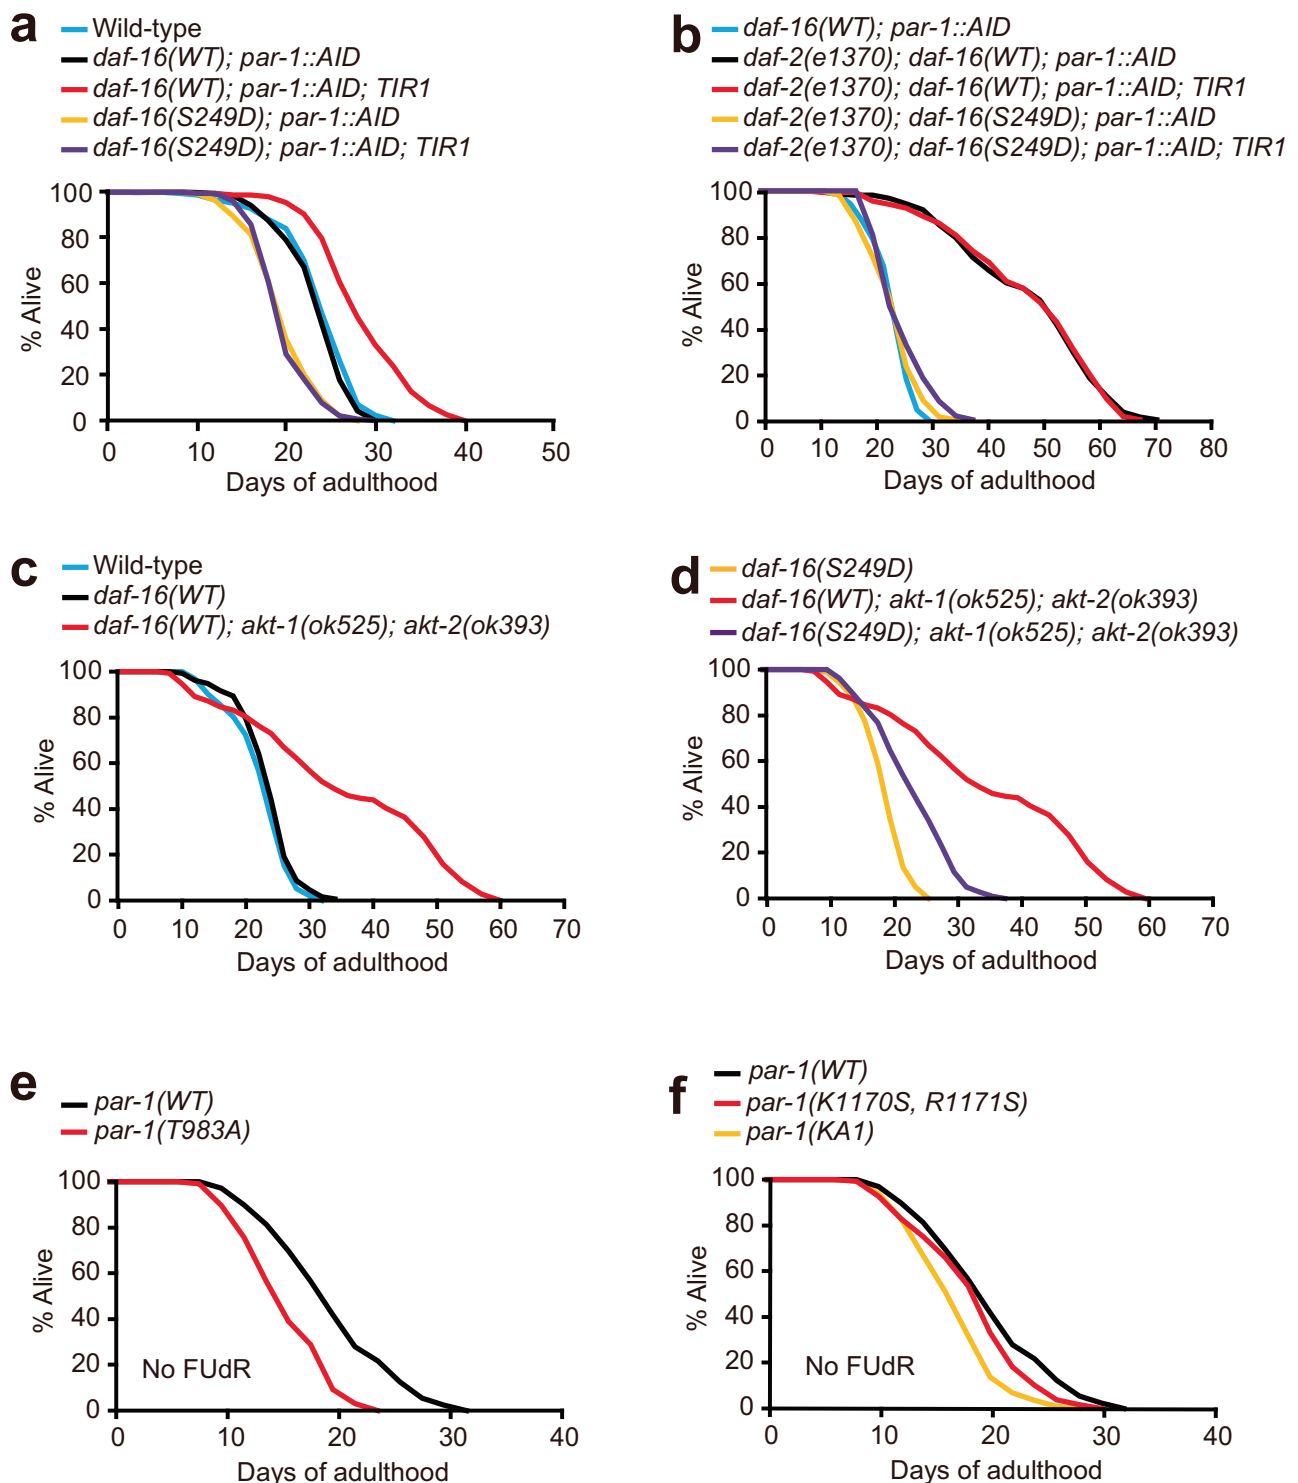 a
Wild-type
daf-16(WT); par-1::AID
daf-16(WT); par-1::AID; TIR1
daf-16(S249D); par-1::AID
daf-16(S249D); par-1::AID; TIR1
100
80
60
40
20
0
% Alive
0 10 20 30 40 50
Days of adulthood
b
daf-16(WT); par-1::AID
daf-2(e1370); daf-16(WT); par-1::AID
daf-2(e1370); daf-16(WT); par-1::AID; TIR1
daf-2(e1370); daf-16(S249D); par-1::AID
daf-2(e1370); daf-16(S249D); par-1::AID; TIR1
100
80
60
40
20
0
% Alive
0 10 20 30 40 50 60 70 80
Days of adulthood
c
Wild-type
daf-16(WT)
daf-16(WT); akt-1(ok525); akt-2(ok393)
100
80
60
40
20
0
% Alive
0 10 20 30 40 50 60 70
Days of adulthood
d
daf-16(S249D)
daf-16(WT); akt-1(ok525); akt-2(ok393)
daf-16(S249D); akt-1(ok525); akt-2(ok393)
100
80
60
40
20
0
% Alive
0 10 20 30 40 50 60 70
Days of adulthood
e
par-1(WT)
par-1(T983A)
100
80
60
40
20
0
% Alive
No FUdR
0 10 20 30 40
Days of adulthood
f
par-1(WT)
par-1(K1170S, R1171S)
par-1(KA1)
100
80
60
40
20
0
% Alive
No FUdR
0 10 20 30 40
Days of adulthood